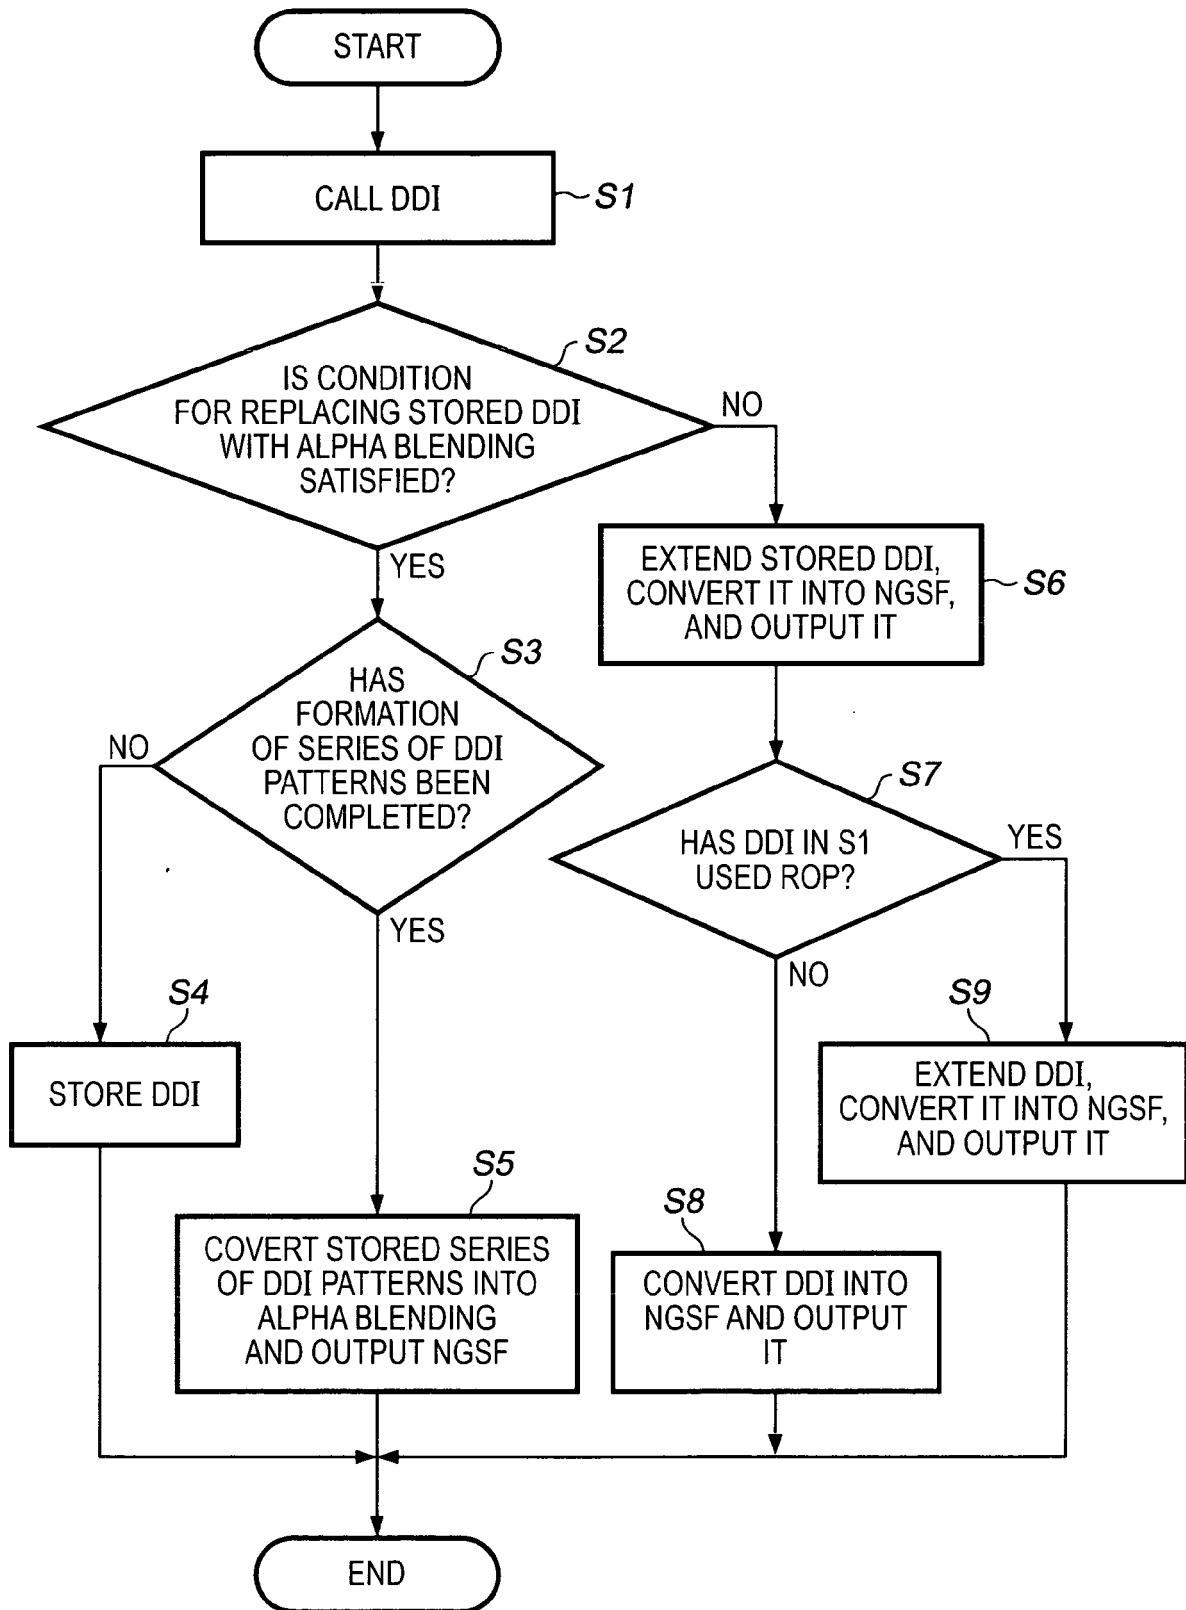 START
CALL DDI
S1
IS CONDITION
FOR REPLACING STORED DDI
WITH ALPHA BLENDING
SATISFIED?
S2
NO
YES
EXTEND STORED DDI,
CONVERT IT INTO NGSF,
AND OUTPUT IT
S6
HAS
FORMATION
OF SERIES OF DDI
PATTERNS BEEN
COMPLETED?
S3
NO
YES
HAS DDI IN S1
USED ROP?
S7
YES
NO
STORE DDI
S4
EXTEND DDI,
CONVERT IT INTO NGSF,
AND OUTPUT IT
S9
COVERT STORED SERIES
OF DDI PATTERNS INTO
ALPHA BLENDING
AND OUTPUT NGSF
S5
CONVERT DDI INTO
NGSF AND OUTPUT
IT
S8
END